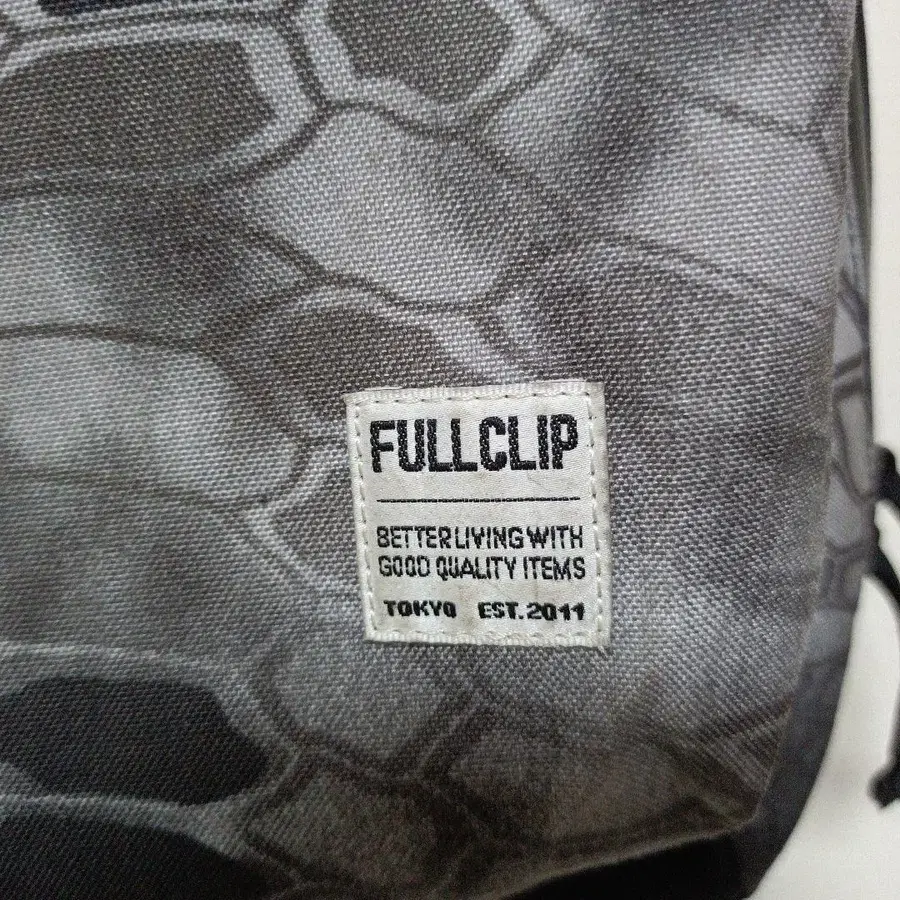 FULLCLIP
BETTER LIVING WITH
GOOD QUALITY ITEMS
TOKYO EST. 2011